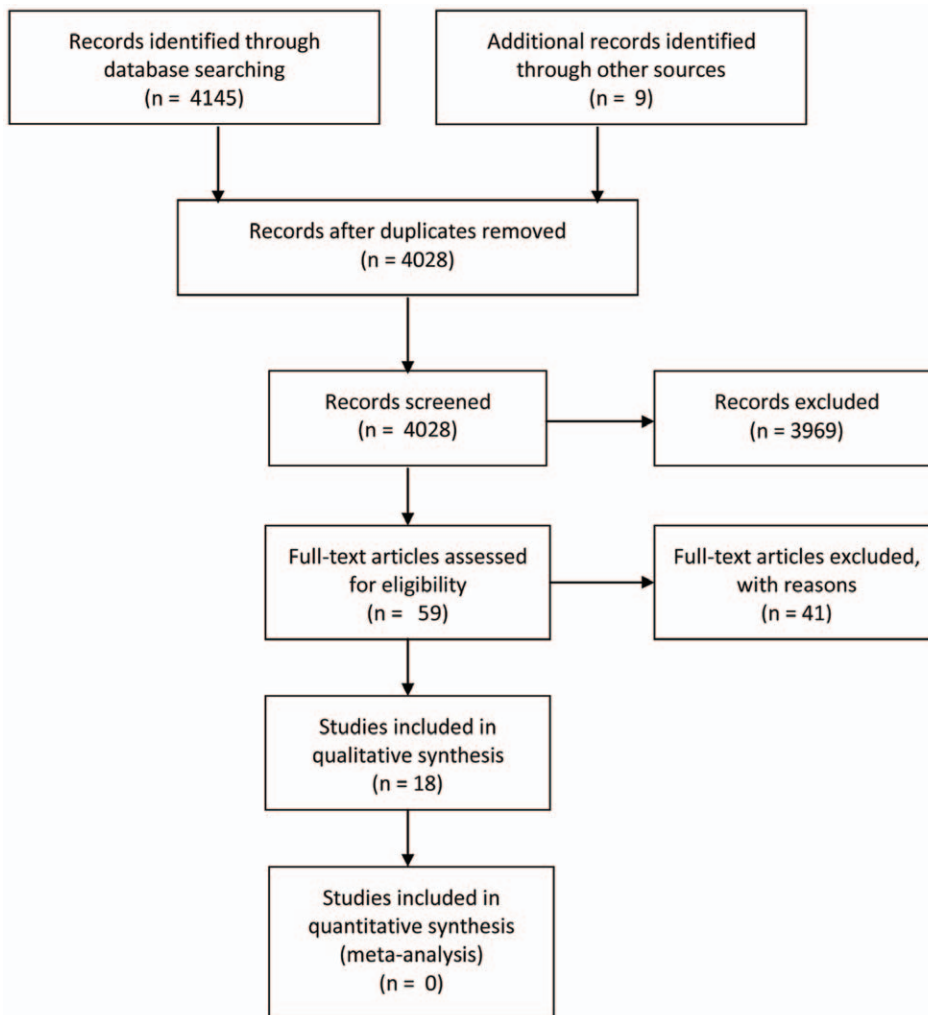 Records identified through
database searching
(n = 4145)
Additional records identified
through other sources
(n = 9)
Records after duplicates removed
(n = 4028)
Records screened
(n = 4028)
Records excluded
(n = 3969)
Full-text articles assessed
for eligibility
(n = 59)
Full-text articles excluded,
with reasons
(n = 41)
Studies included in
qualitative synthesis
(n = 18)
Studies included in
quantitative synthesis
(meta-analysis)
(n = 0)